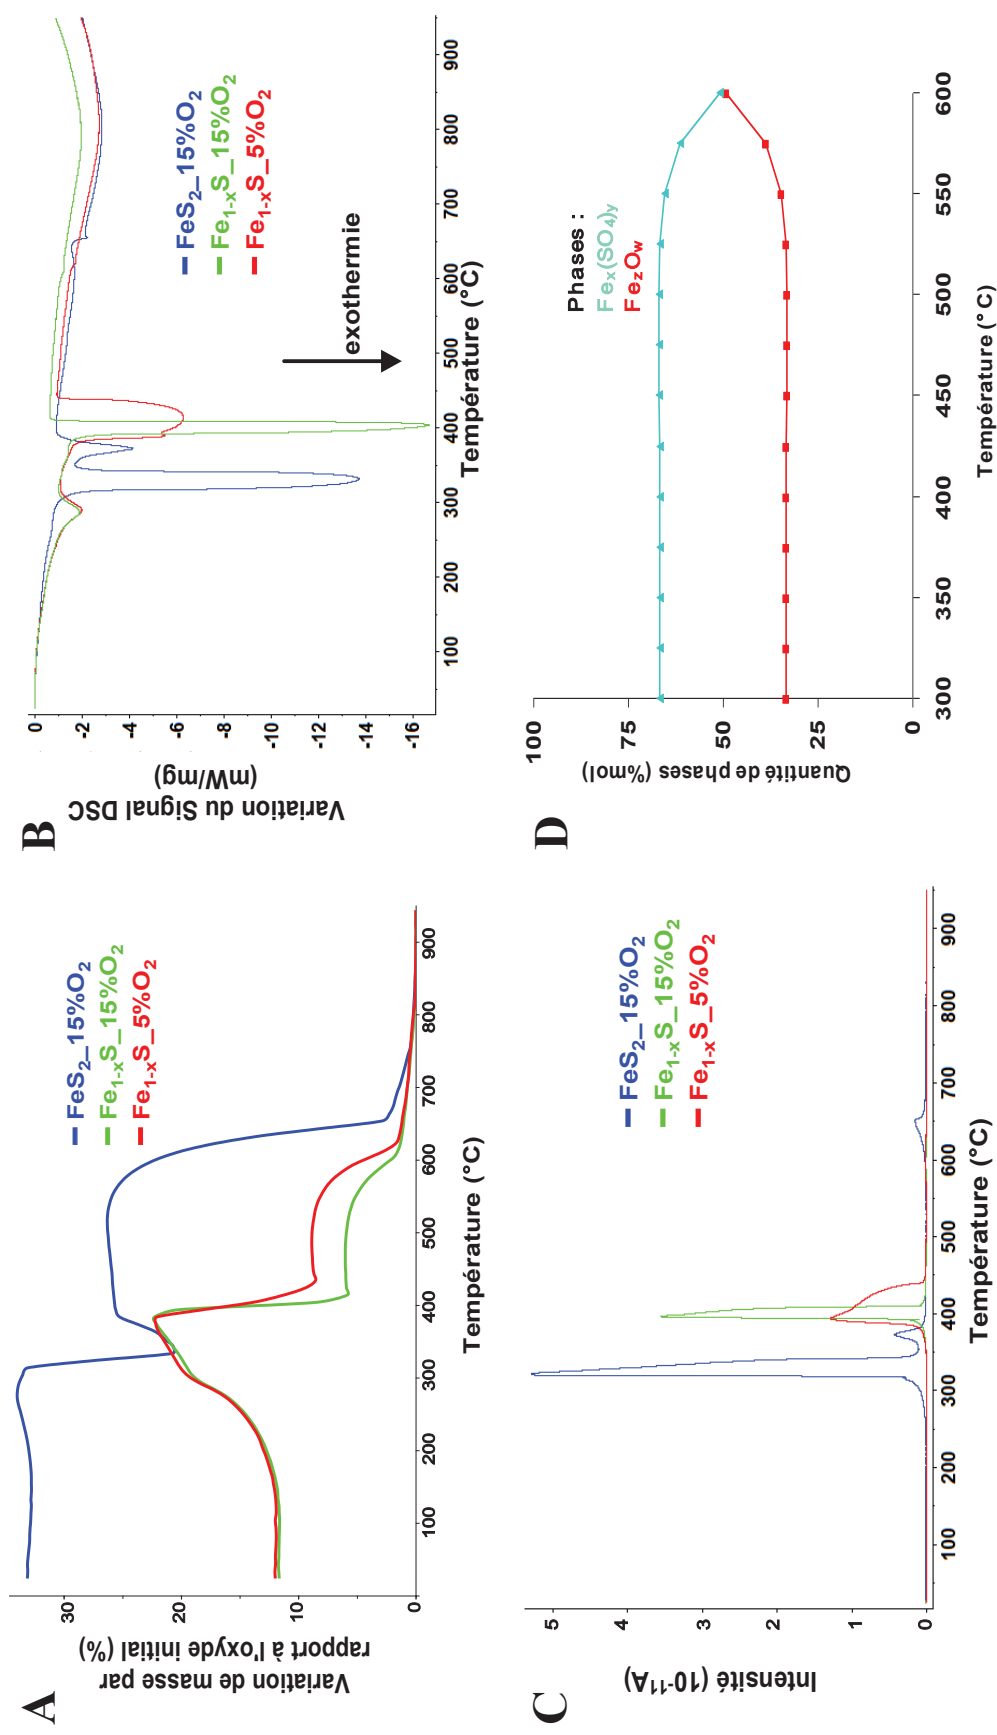 A
Variation de masse par
rapport à l'oxyde initial (%)
30
20
10
0
100
200
300
400
500
600
700
800
900
Température (°C)
FeS2_15%O2
Fe1-xS_15%O2
Fe1-xS_5%O2
B
Variation du Signal DSC
(mW/mg)
0
-2
-4
-6
-8
-10
-12
-14
-16
100
200
300
400
500
600
700
800
900
Température (°C)
FeS2_15%O2
Fe1-xS_15%O2
Fe1-xS_5%O2
exothermie
C
Intensité (10-11A)
5
4
3
2
1
0
100
200
300
400
500
600
700
800
900
Température (°C)
FeS2_15%O2
Fe1-xS_15%O2
Fe1-xS_5%O2
D
Quantité de phases (%mol)
100
75
50
25
0
300
350
400
450
500
550
600
Température (°C)
Phases :
Fex(SO4)y
FezOw